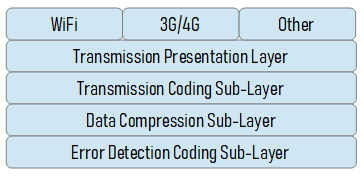 WiFi 3G/4G Other
Transmission Presentation Layer
Transmission Coding Sub-Layer
Data Compression Sub-Layer
Error Detection Coding Sub-Layer